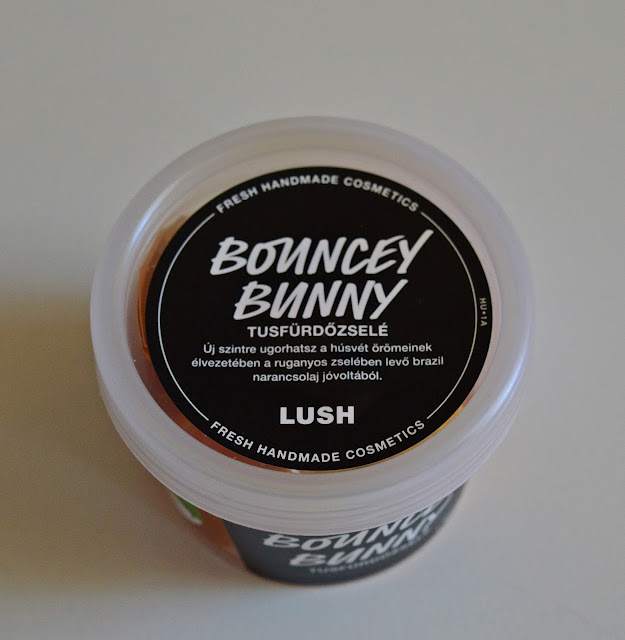 FRESH HANDMADE COSMETICS
BOUNCEY
BUNNY
TUSFÜRDŐZSELÉ
Új szintre ugorhatsz a húsvét örömeinek
élvezetében a ruganyos zselében levő brazil
narancsolaj jóvoltából.
LUSH
FRESH HANDMADE COSMETICS
HU•1A
BOUNCEY
BUNNY
TUSFÜRDŐZSELÉ